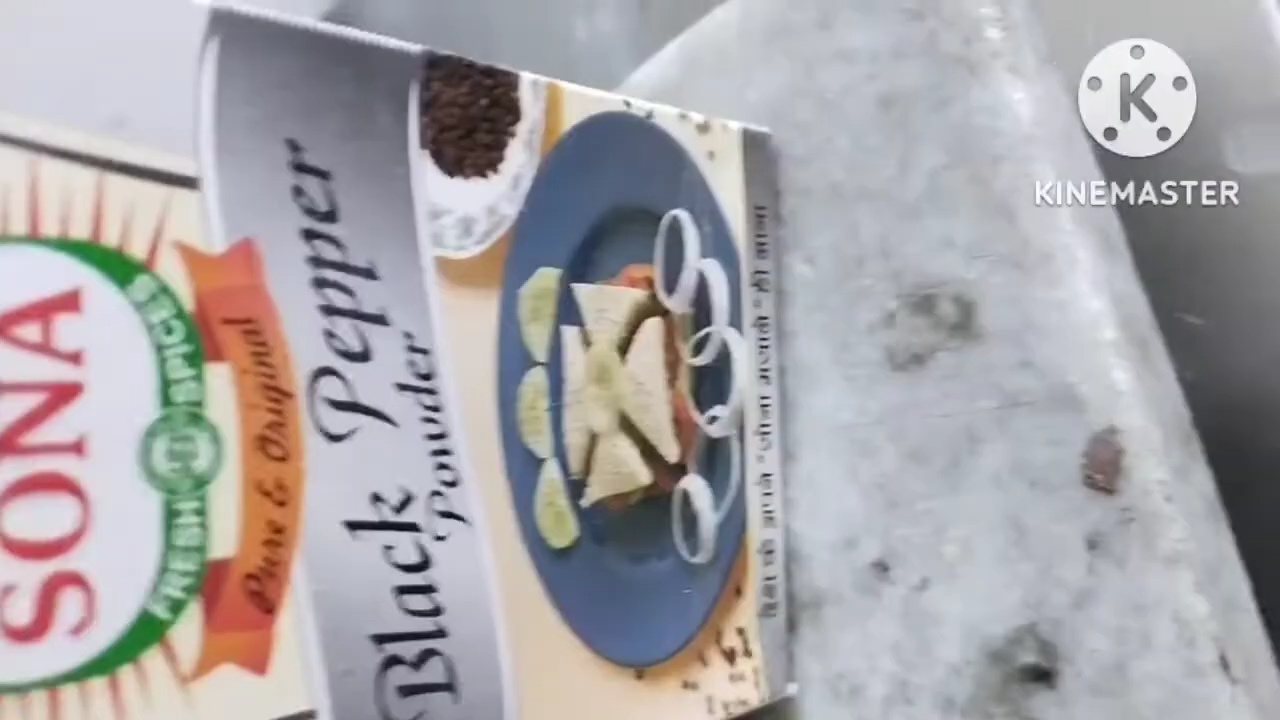 SONA
FRESH SPICES
Pure & Original
Black Pepper
Powder
KINEMASTER